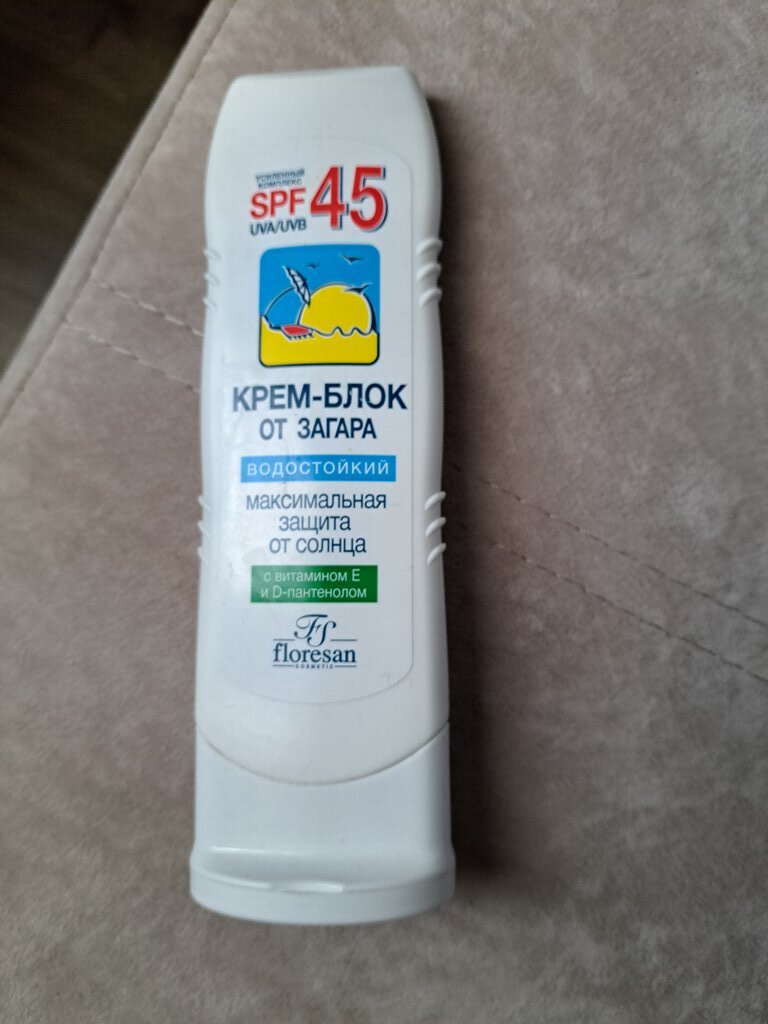 УСИЛЕННЫЙ
КОМПЛЕКС
SPF 45
UVA/UVB
КРЕМ-БЛОК
ОТ ЗАГАРА
ВОДОСТОЙКИЙ
максимальная
защита
от солнца
с витамином Е
и D-пантенолом
FS
floresan
COSMETIC